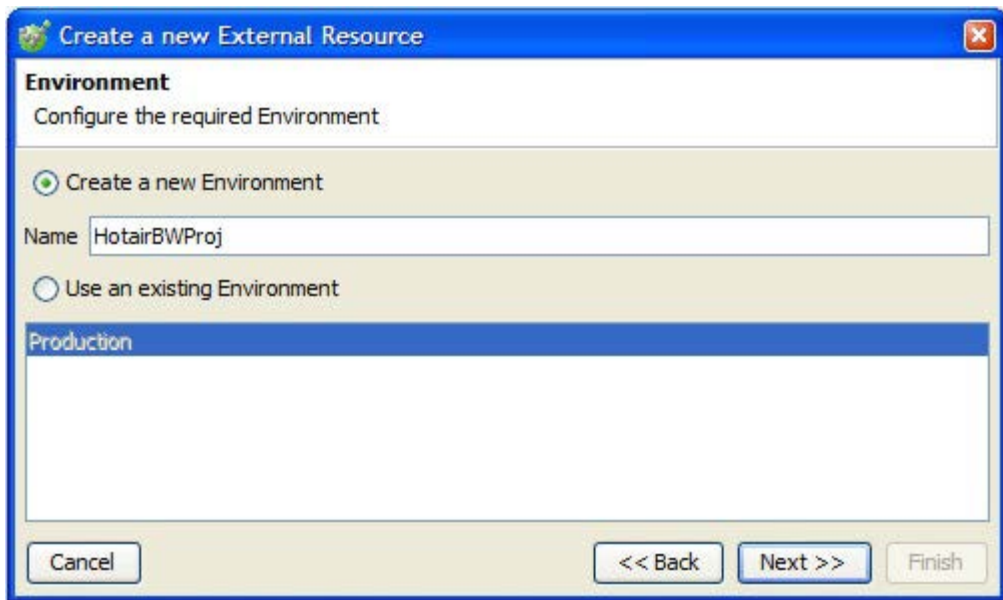 Create a new External Resource
Environment
Configure the required Environment
Create a new Environment
Name HotairBWProj
Use an existing Environment
Production
Cancel << Back Next >> Finish